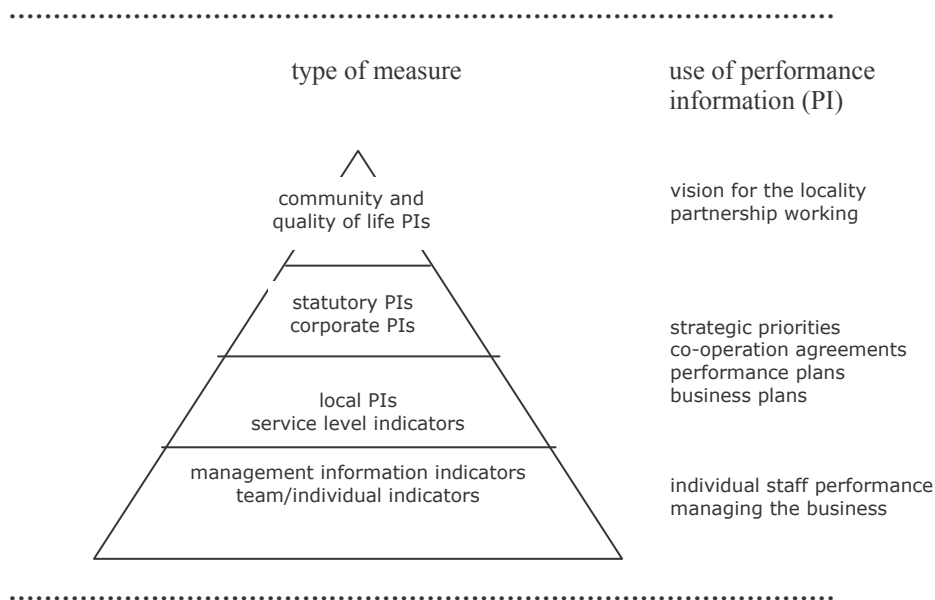 type of measure
use of performance
information (PI)
community and
quality of life PIs
vision for the locality
partnership working
statutory PIs
corporate PIs
strategic priorities
co-operation agreements
performance plans
business plans
local PIs
service level indicators
management information indicators
team/individual indicators
individual staff performance
managing the business